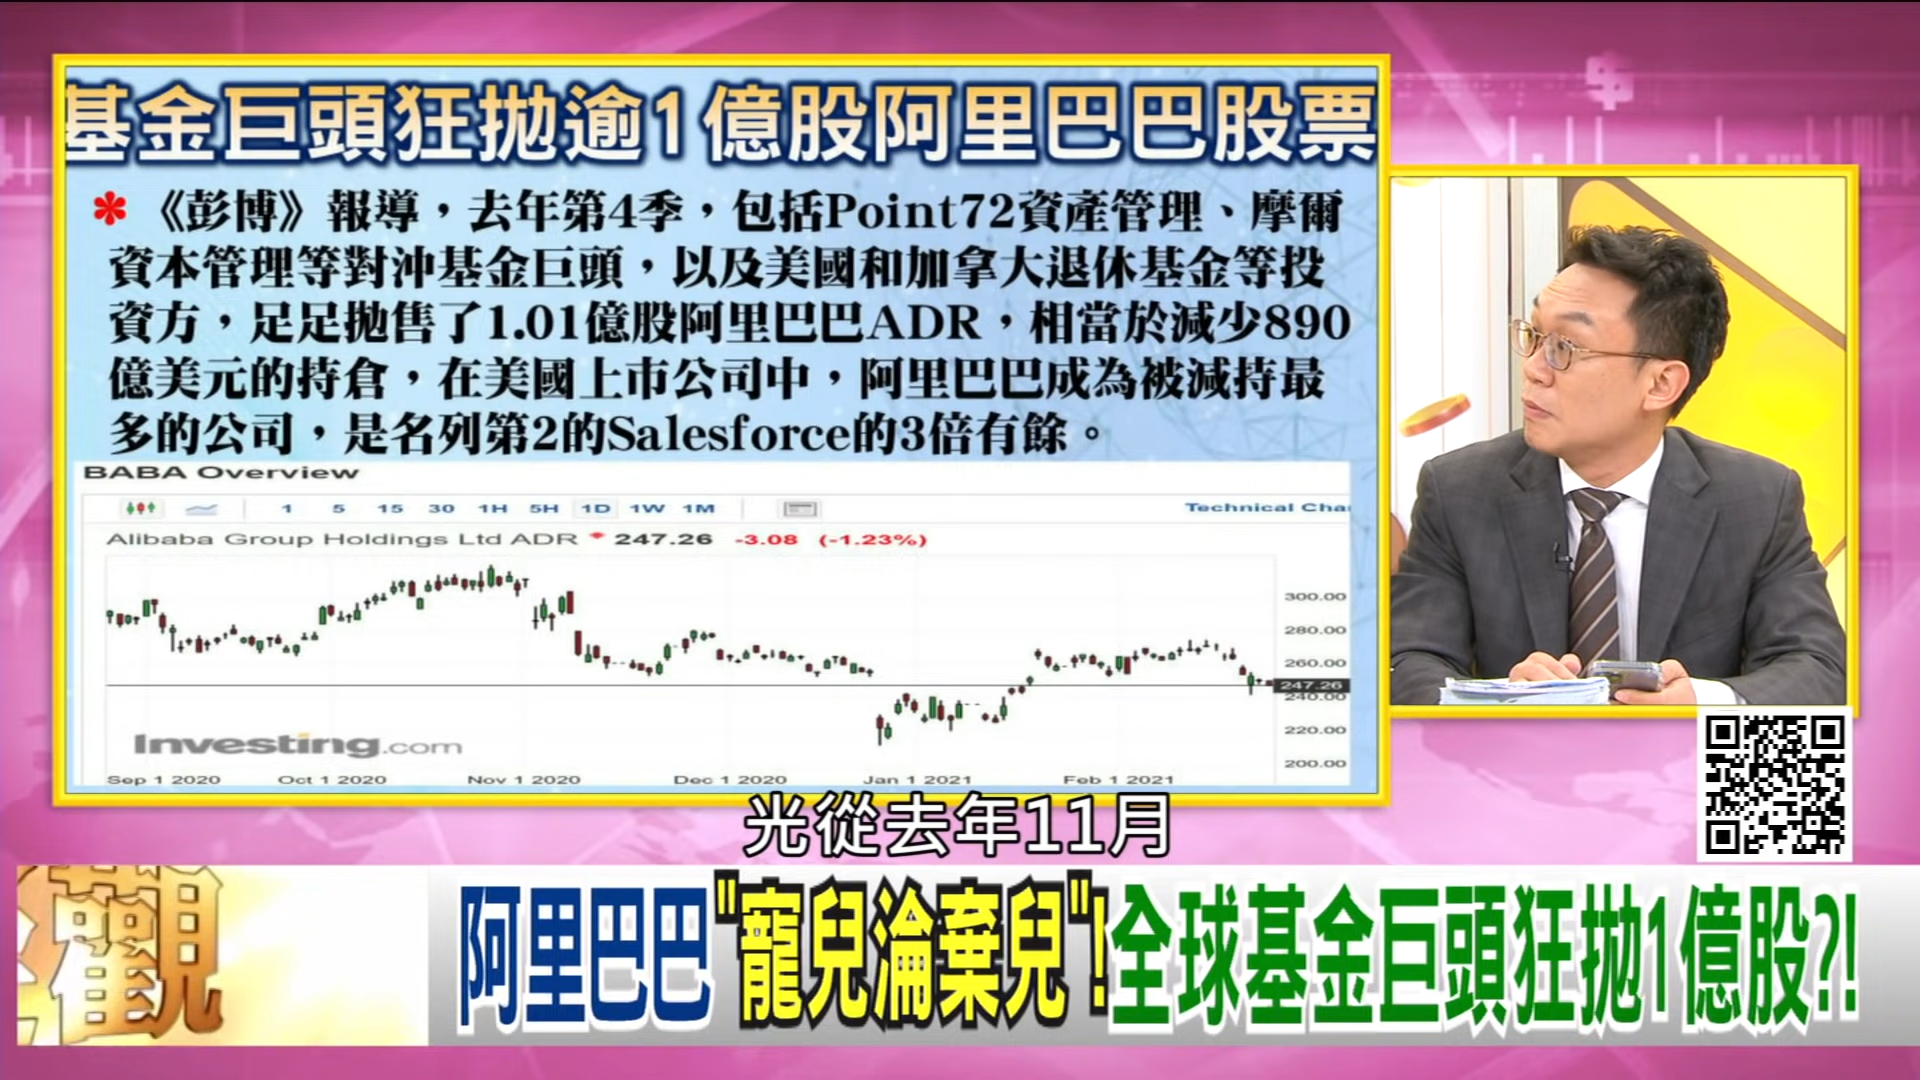 基金巨頭狂拋逾1億股阿里巴巴股票
* 《彭博》報導，去年第4季，包括Point72資產管理、摩爾
資本管理等對沖基金巨頭，以及美國和加拿大退休基金等投
資方，足足拋售了1.01億股阿里巴巴ADR，相當於減少890
億美元的持倉，在美國上市公司中，阿里巴巴成為被減持最
多的公司，是名列第2的Salesforce的3倍有餘。
BABA Overview
1 5 15 30 1H 5H 1D 1W 1M
Technical Cha
Alibaba Group Holdings Ltd ADR 247.26 -3.08 (-1.23%)
300.00
280.00
260.00
247.26
240.00
220.00
200.00
Investing.com
Sep 1 2020 Oct 1 2020 Nov 1 2020 Dec 1 2020 Jan 1 2021 Feb 1 2021
光從去年11月
觀
阿里巴巴"寵兒淪棄兒"!全球基金巨頭狂拋1億股?!